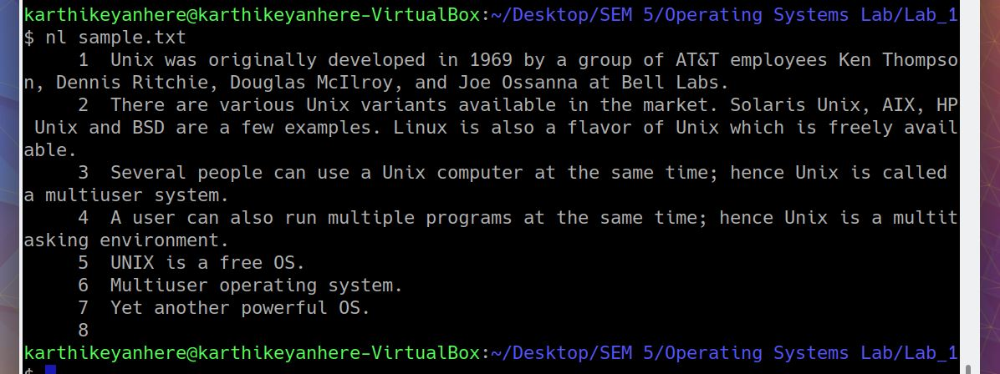 karthikeyanhere@karthikeyanhere-VirtualBox:~/Desktop/SEM 5/Operating Systems Lab/Lab_1
$ nl sample.txt
     1  Unix was originally developed in 1969 by a group of AT&T employees Ken Thompso
n, Dennis Ritchie, Douglas McIlroy, and Joe Ossanna at Bell Labs.
     2  There are various Unix variants available in the market. Solaris Unix, AIX, HP
 Unix and BSD are a few examples. Linux is also a flavor of Unix which is freely avail
able.
     3  Several people can use a Unix computer at the same time; hence Unix is called
a multiuser system.
     4  A user can also run multiple programs at the same time; hence Unix is a multit
asking environment.
     5  UNIX is a free OS.
     6  Multiuser operating system.
     7  Yet another powerful OS.
     8
karthikeyanhere@karthikeyanhere-VirtualBox:~/Desktop/SEM 5/Operating Systems Lab/Lab_1
$